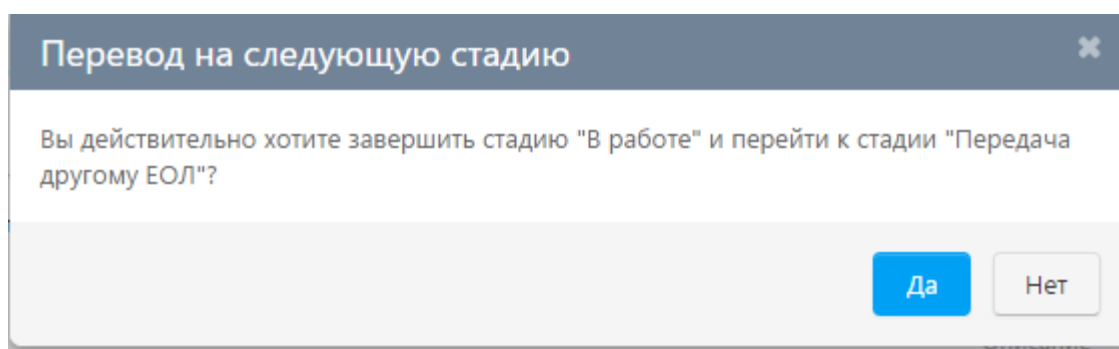 Перевод на следующую стадию
Вы действительно хотите завершить стадию "В работе" и перейти к стадии "Передача
другому ЕОЛ"?
Да
Нет